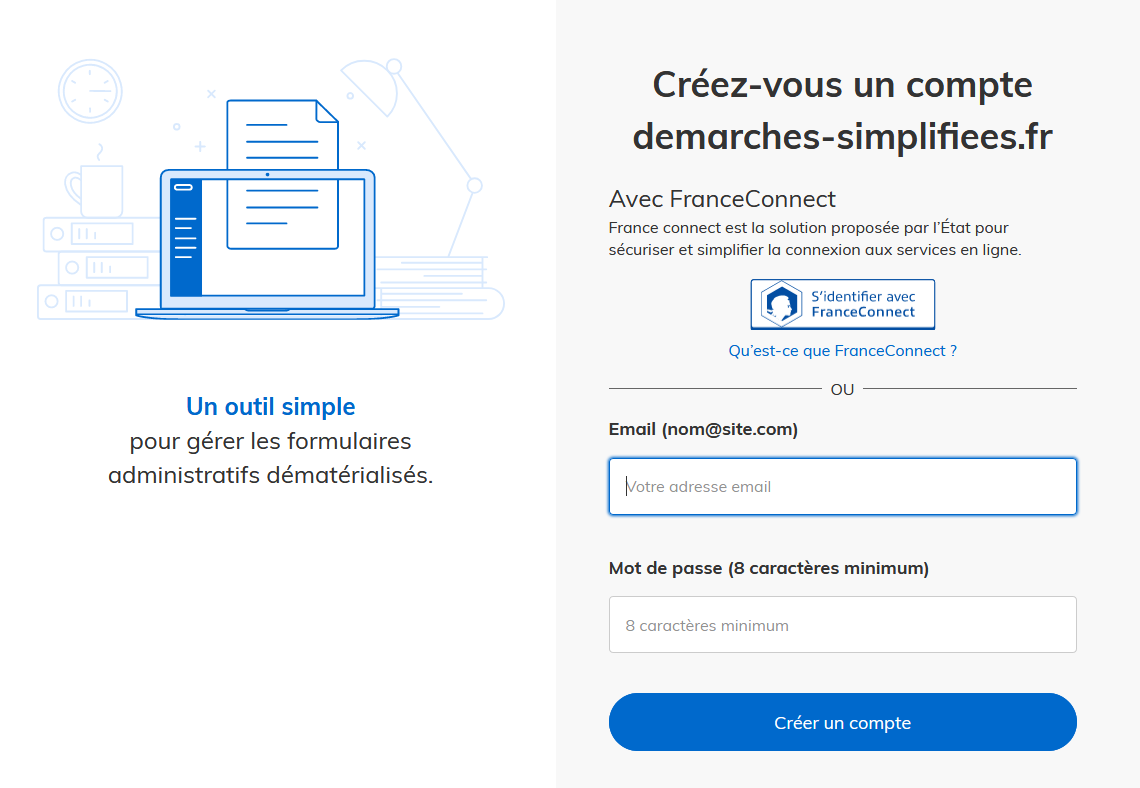 Un outil simple
pour gérer les formulaires
administratifs dématérialisés.
Créez-vous un compte
demarches-simplifiees.fr
Avec FranceConnect
France connect est la solution proposée par l’État pour
sécuriser et simplifier la connexion aux services en ligne.
S’identifier avec
FranceConnect
Qu’est-ce que FranceConnect ?
OU
Email (nom@site.com)
Votre adresse email
Mot de passe (8 caractères minimum)
8 caractères minimum
Créer un compte